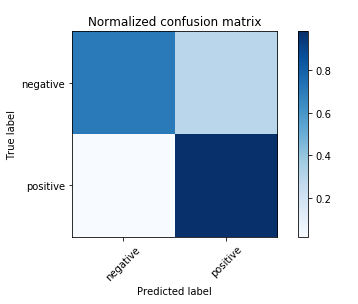 Normalized confusion matrix
True label
negative
positive
0.8
0.6
0.4
0.2
negative
positive
Predicted label